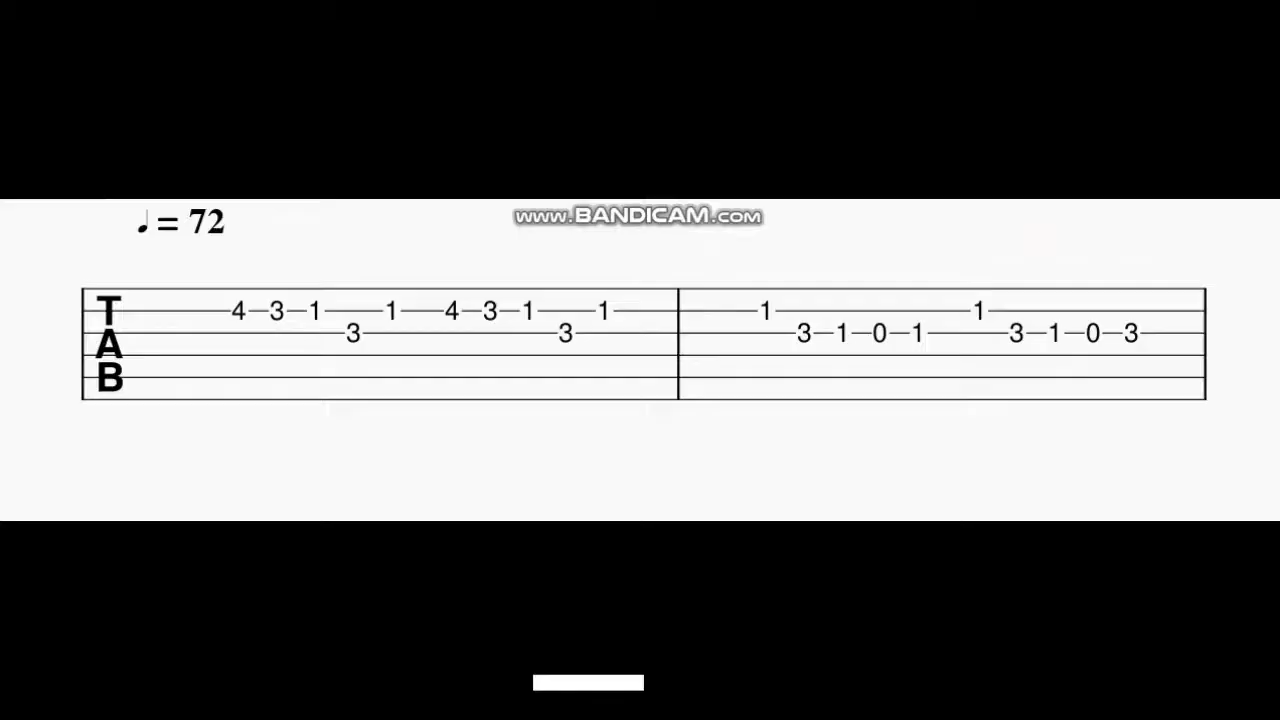 ♩ = 72
www.BANDICAM.com
T 4 3 1 1 4 3 1 1 1 1
A 3 3 3 1 0 1 3 1 0 3
B